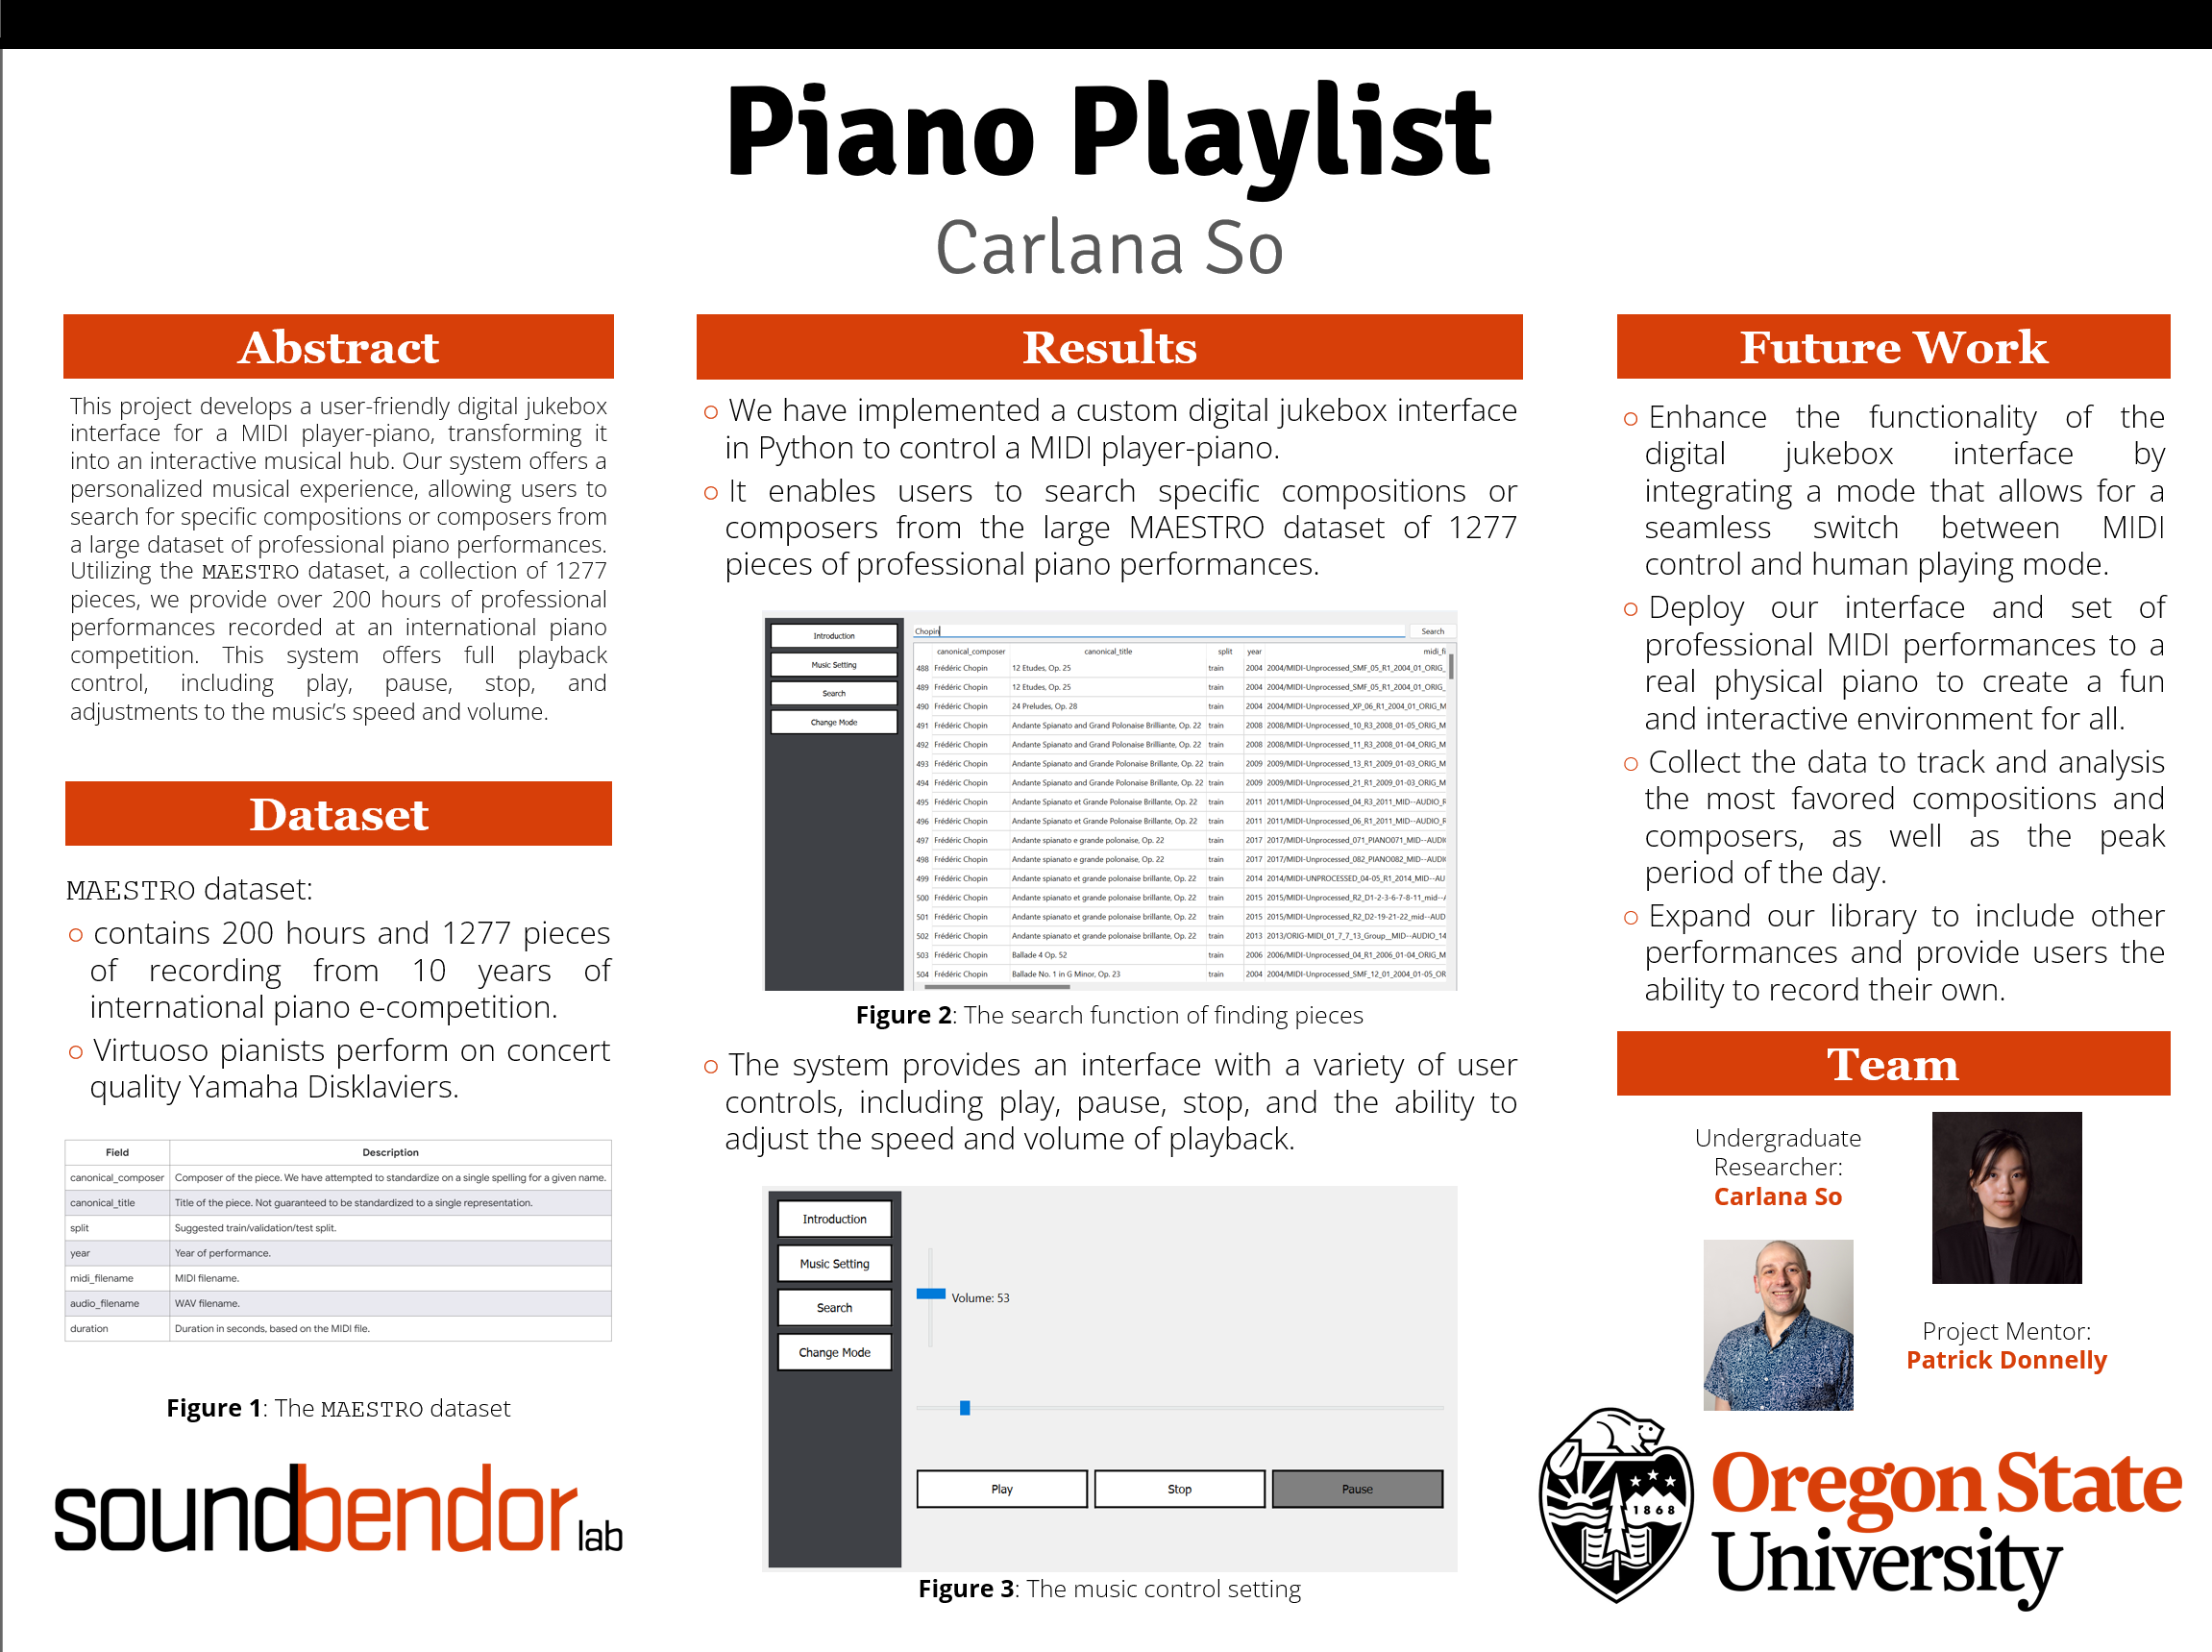 Piano Playlist
Carlana So
Abstract
This project develops a user-friendly digital jukebox
interface for a MIDI player-piano, transforming it
into an interactive musical hub. Our system offers a
personalized musical experience, allowing users to
search for specific compositions or composers from
a large dataset of professional piano performances.
Utilizing the MAESTRO dataset, a collection of 1277
pieces, we provide over 200 hours of professional
performances recorded at an international piano
competition. This system offers full playback
control, including play, pause, stop, and
adjustments to the music's speed and volume.
Dataset
MAESTRO dataset:
○ contains 200 hours and 1277 pieces
of recording from 10 years of
international piano e-competition.
○ Virtuoso pianists perform on concert
quality Yamaha Disklaviers.
Field Description
canonical_composer Composer of the piece. We have attempted to standardize on a single spelling for a given name.
canonical_title Title of the piece. Not guaranteed to be standardized to a single representation.
split Suggested train/validation/test split.
year Year of performance.
midi_filename MIDI filename.
audio_filename WAV filename.
duration Duration in seconds, based on the MIDI file.
Figure 1: The MAESTRO dataset
soundbendor lab
Results
○ We have implemented a custom digital jukebox interface
in Python to control a MIDI player-piano.
○ It enables users to search specific compositions or
composers from the large MAESTRO dataset of 1277
pieces of professional piano performances.
Introduction
Music Setting
Search
Change Mode
Chopin Search
canonical_composer canonical_title split year midi_fi
488 Frédéric Chopin 12 Etudes, Op. 25 train 2004 2004/MIDI-Unprocessed_SMF_05_R1_2004_01_ORIG_
489 Frédéric Chopin 12 Etudes, Op. 25 train 2004 2004/MIDI-Unprocessed_SMF_05_R1_2004_01_ORIG_
490 Frédéric Chopin 24 Preludes, Op. 28 train 2004 2004/MIDI-Unprocessed_XP_06_R1_2004_01_ORIG_M
491 Frédéric Chopin Andante Spianato and Grand Polonaise Brilliante, Op. 22 train 2008 2008/MIDI-Unprocessed_10_R3_2008_01-05_ORIG_M
492 Frédéric Chopin Andante Spianato and Grand Polonaise Brilliante, Op. 22 train 2008 2008/MIDI-Unprocessed_11_R3_2008_01-04_ORIG_M
493 Frédéric Chopin Andante Spianato and Grande Polonaise Brillante, Op. 22 train 2009 2009/MIDI-Unprocessed_13_R1_2009_01-03_ORIG_M
494 Frédéric Chopin Andante Spianato and Grande Polonaise Brillante, Op. 22 train 2009 2009/MIDI-Unprocessed_21_R1_2009_01-03_ORIG_M
495 Frédéric Chopin Andante Spianato et Grande Polonaise Brillante, Op. 22 train 2011 2011/MIDI-Unprocessed_04_R3_2011_MID--AUDIO_R
496 Frédéric Chopin Andante Spianato et Grande Polonaise Brillante, Op. 22 train 2011 2011/MIDI-Unprocessed_06_R1_2011_MID--AUDIO_R
497 Frédéric Chopin Andante spianato e grande polonaise, Op. 22 train 2017 2017/MIDI-Unprocessed_071_PIANO071_MID--AUDI
498 Frédéric Chopin Andante spianato e grande polonaise, Op. 22 train 2017 2017/MIDI-Unprocessed_082_PIANO082_MID--AUDI
499 Frédéric Chopin Andante spianato et grande polonaise brillante, Op. 22 train 2014 2014/MIDI-UNPROCESSED_04-05_R1_2014_MID--AU
500 Frédéric Chopin Andante spianato et grande polonaise brillante, Op. 22 train 2015 2015/MIDI-Unprocessed_R2_D1-2-3-6-7-8-11_mid--
501 Frédéric Chopin Andante spianato et grande polonaise brillante, Op. 22 train 2015 2015/MIDI-Unprocessed_R2_D2-19-21-22_mid--AUD
502 Frédéric Chopin Andante spianato et grande polonaise brillante, Op. 22 train 2013 2013/ORIG-MIDI_01_7_7_13_Group__MID--AUDIO_14
503 Frédéric Chopin Ballade 4 Op. 52 train 2006 2006/MIDI-Unprocessed_04_R1_2006_01-04_ORIG_M
504 Frédéric Chopin Ballade No. 1 in G Minor, Op. 23 train 2004 2004/MIDI-Unprocessed_SMF_12_01_2004_01-05_OR
Figure 2: The search function of finding pieces
○ The system provides an interface with a variety of user
controls, including play, pause, stop, and the ability to
adjust the speed and volume of playback.
Introduction
Music Setting
Search
Change Mode
Volume: 53
Play Stop Pause
Figure 3: The music control setting
Future Work
○ Enhance the functionality of the
digital jukebox interface by
integrating a mode that allows for a
seamless switch between MIDI
control and human playing mode.
○ Deploy our interface and set of
professional MIDI performances to a
real physical piano to create a fun
and interactive environment for all.
○ Collect the data to track and analysis
the most favored compositions and
composers, as well as the peak
period of the day.
○ Expand our library to include other
performances and provide users the
ability to record their own.
Team
Undergraduate
Researcher:
Carlana So
Project Mentor:
Patrick Donnelly
1868
Oregon State
University